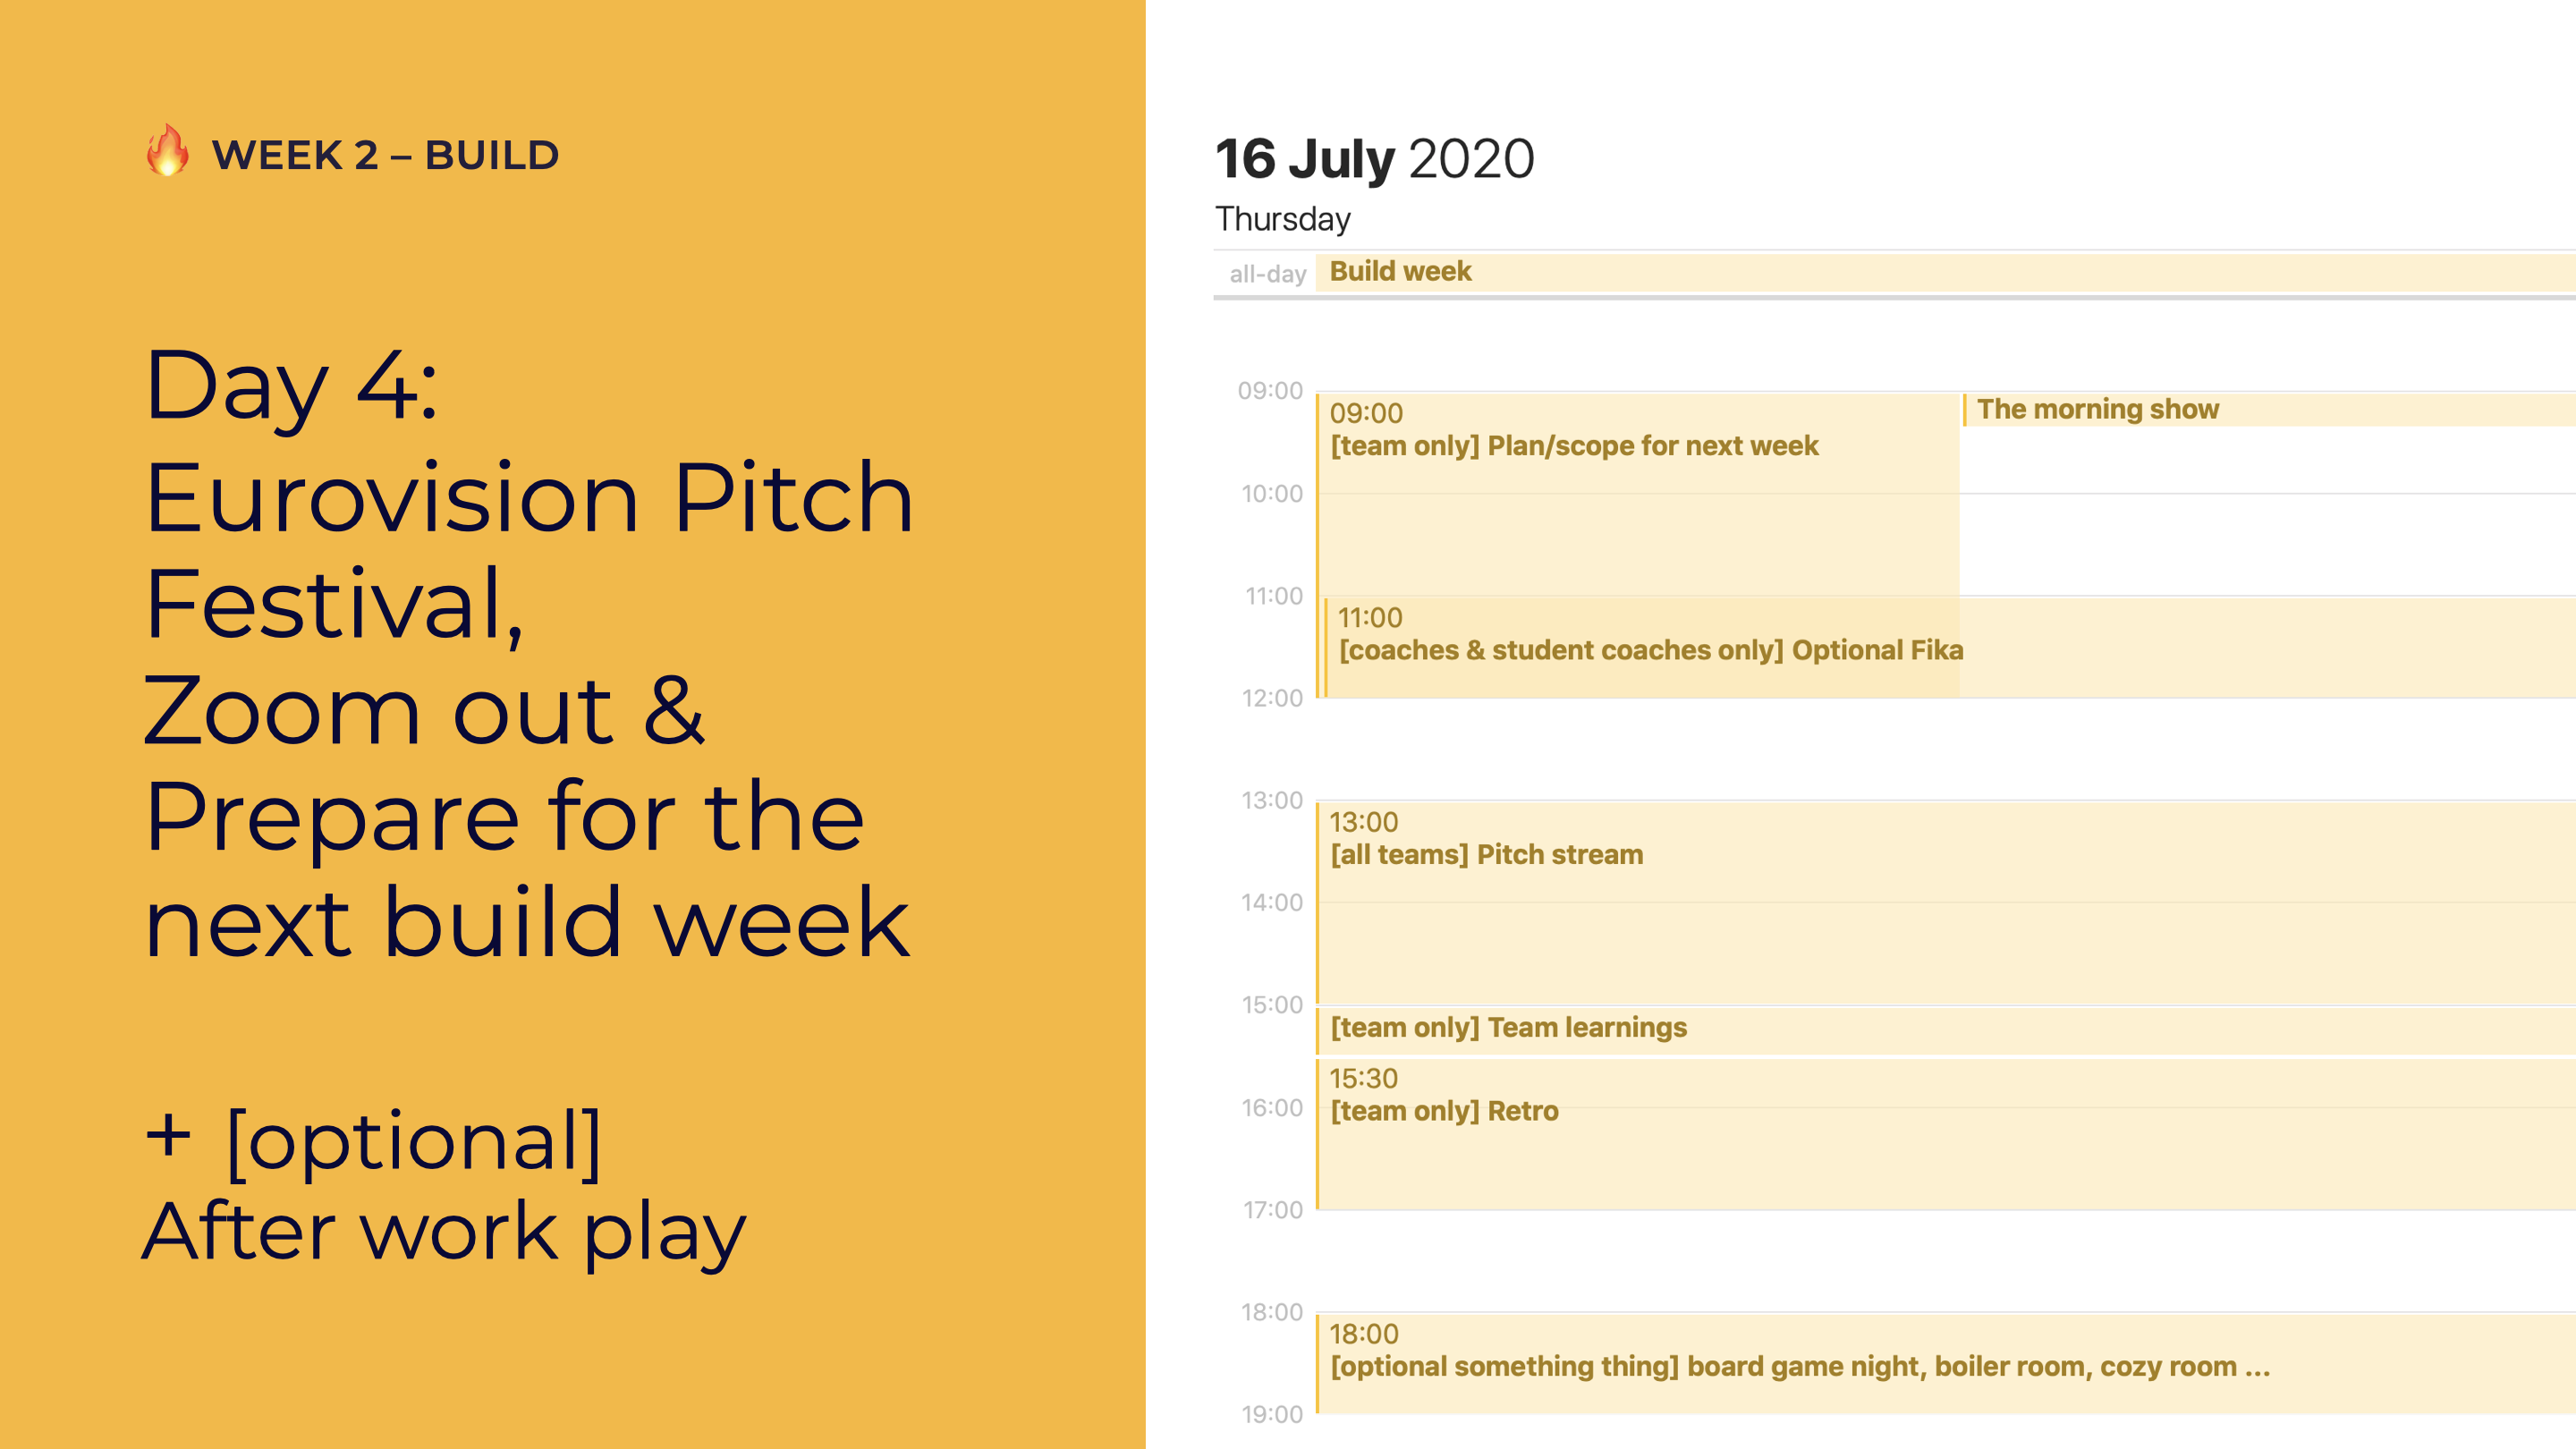 🔥 WEEK 2 – BUILD
Day 4:
Eurovision Pitch
Festival,
Zoom out &
Prepare for the
next build week
+ [optional]
After work play
16 July 2020
Thursday
all-day Build week
09:00
09:00
[team only] Plan/scope for next week
The morning show
10:00
11:00
11:00
[coaches & student coaches only] Optional Fika
12:00
13:00
13:00
[all teams] Pitch stream
14:00
15:00
[team only] Team learnings
15:30
[team only] Retro
16:00
17:00
18:00
18:00
[optional something thing] board game night, boiler room, cozy room ...
19:00